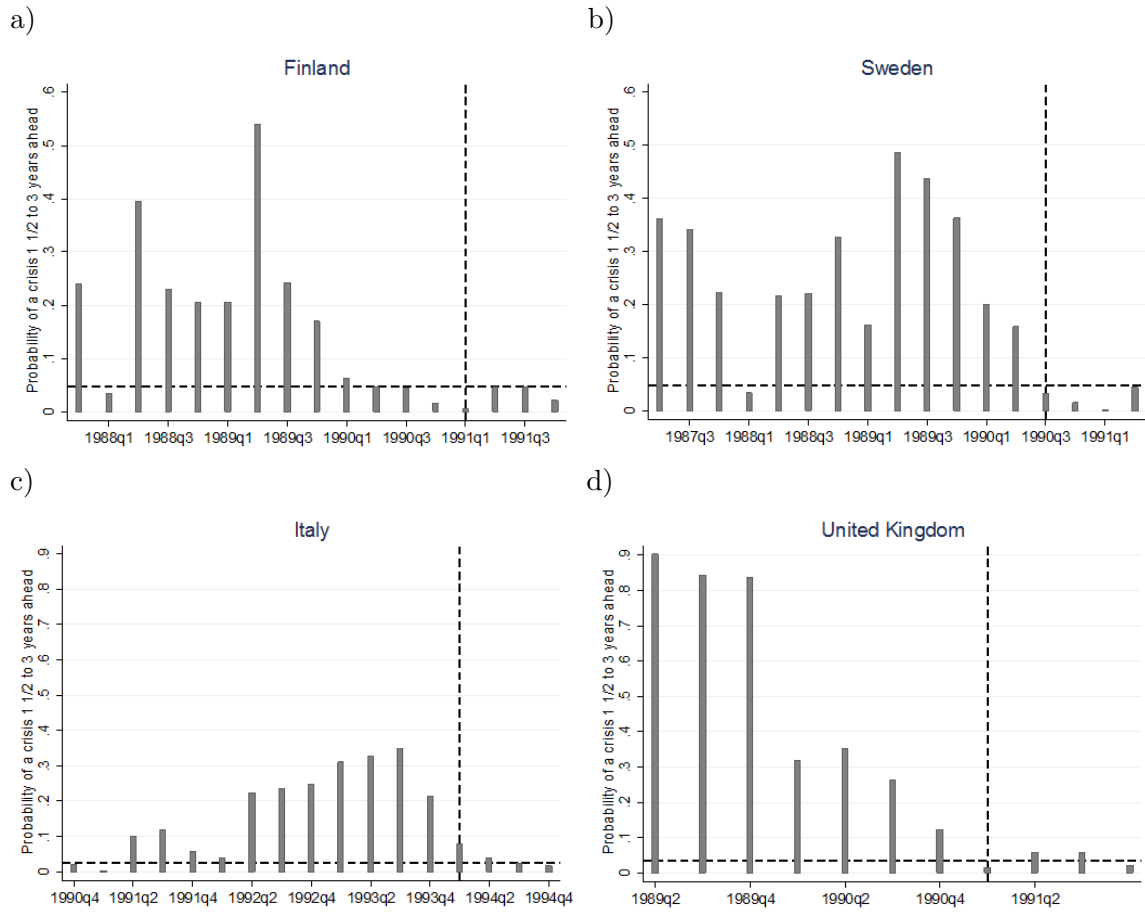 a)
Finland
Probability of a crisis 1 1/2 to 3 years ahead
.6
.5
.4
.3
.2
.1
0
1988q1 1988q3 1989q1 1989q3 1990q1 1990q3 1991q1 1991q3
b)
Sweden
Probability of a crisis 1 1/2 to 3 years ahead
.6
.5
.4
.3
.2
.1
0
1987q3 1988q1 1988q3 1989q1 1989q3 1990q1 1990q3 1991q1
c)
Italy
Probability of a crisis 1 1/2 to 3 years ahead
.9
.8
.7
.6
.5
.4
.3
.2
.1
0
1990q4 1991q2 1991q4 1992q2 1992q4 1993q2 1993q4 1994q2 1994q4
d)
United Kingdom
Probability of a crisis 1 1/2 to 3 years ahead
.9
.8
.7
.6
.5
.4
.3
.2
.1
0
1989q2 1989q4 1990q2 1990q4 1991q2